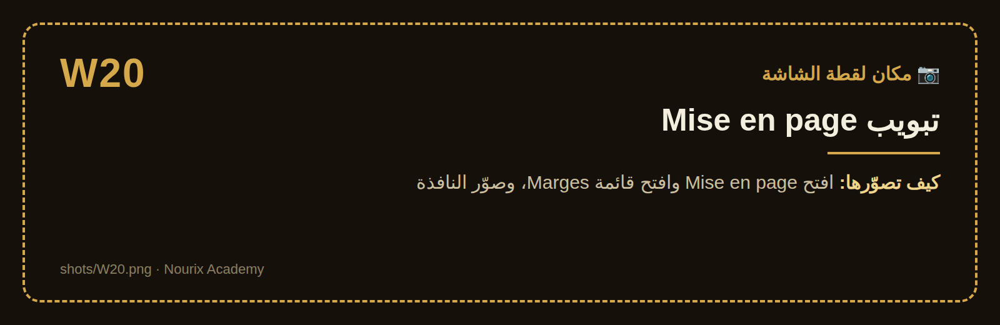 W20
📷 مكان لقطة الشاشة
تبويب Mise en page
كيف تصوّرها: افتح Mise en page وافتح قائمة Marges، وصوّر النافذة
shots/W20.png · Nourix Academy